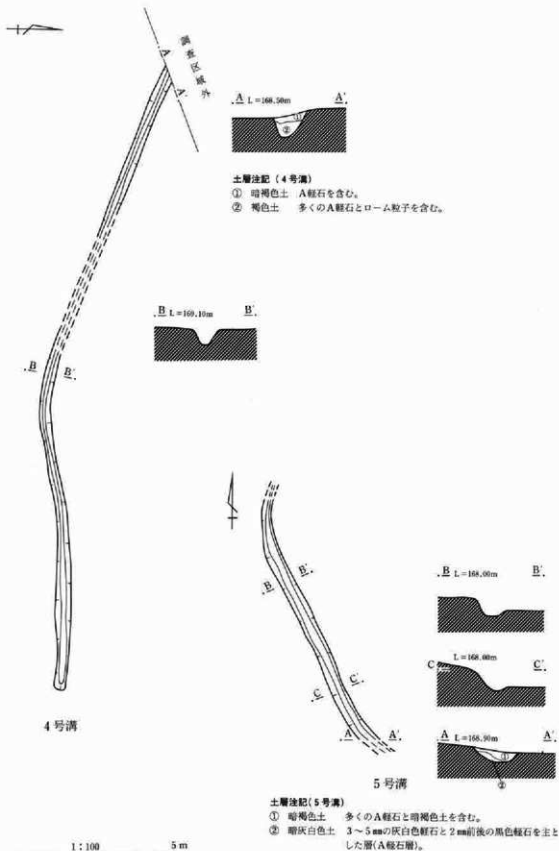 調査区域外
A
A'
A L=168.50m A'
①
②
土層注記（4号溝）
① 暗褐色土 A軽石を含む。
② 褐色土 多くのA軽石とローム粒子を含む。
B L=169.10m B'
B B'
4号溝
B B'
C C'
A A'
5号溝
B L=168.00m B'
C L=168.00m C'
A L=168.90m A'
①
②
土層注記(5号溝)
① 暗褐色土 多くのA軽石と暗褐色土を含む。
② 暗灰白色土 3～5㎜の灰白色軽石と2㎜前後の黒色軽石を主と
した層(A軽石層)。
1:100 5m